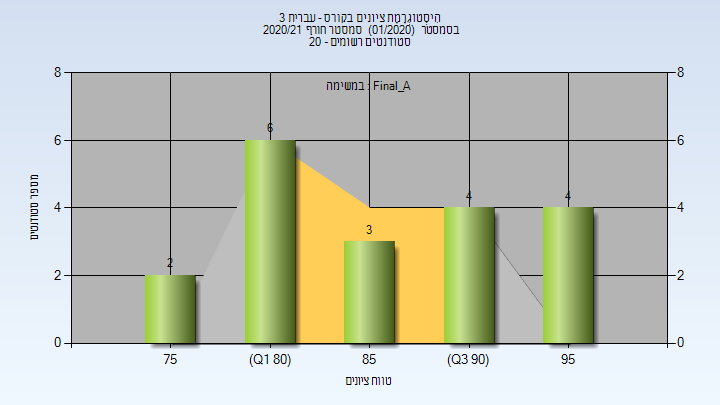 היסטוגרמת ציונים בקורס - עברית 3
בסמסטר (01/2020) סמסטר חורף 2020/21
סטודנטים רשומים - 20
במשימה : Final_A
מספר סטודנטים
8 8
6 6
4 4
2 2
0 0
2 6 3 4 4
75 (Q1 80) 85 (Q3 90) 95
טווח ציונים